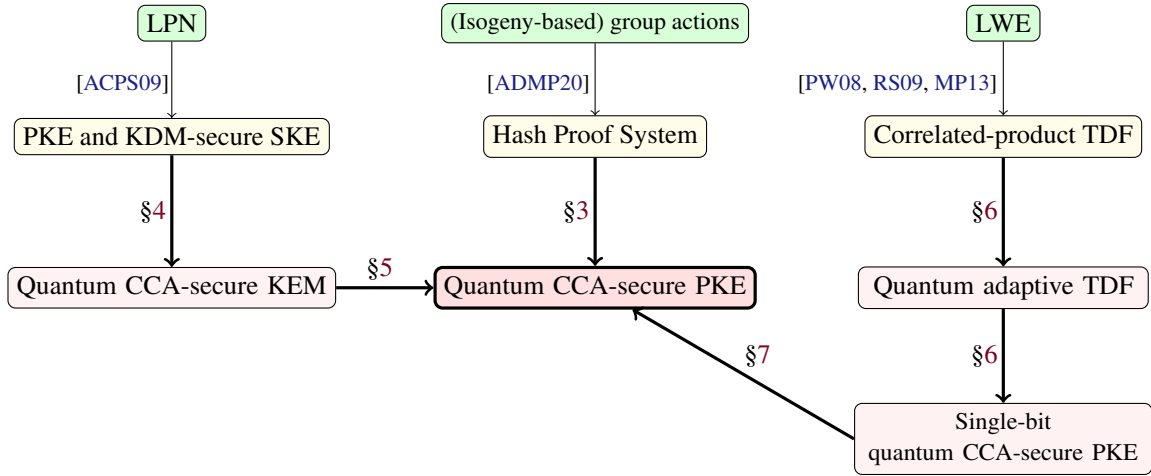 LPN
(Isogeny-based) group actions
LWE
[ACPS09]
[ADMP20]
[PW08, RS09, MP13]
PKE and KDM-secure SKE
Hash Proof System
Correlated-product TDF
§4
§3
§6
Quantum CCA-secure KEM
§5
Quantum CCA-secure PKE
Quantum adaptive TDF
§7
§6
Single-bit
quantum CCA-secure PKE